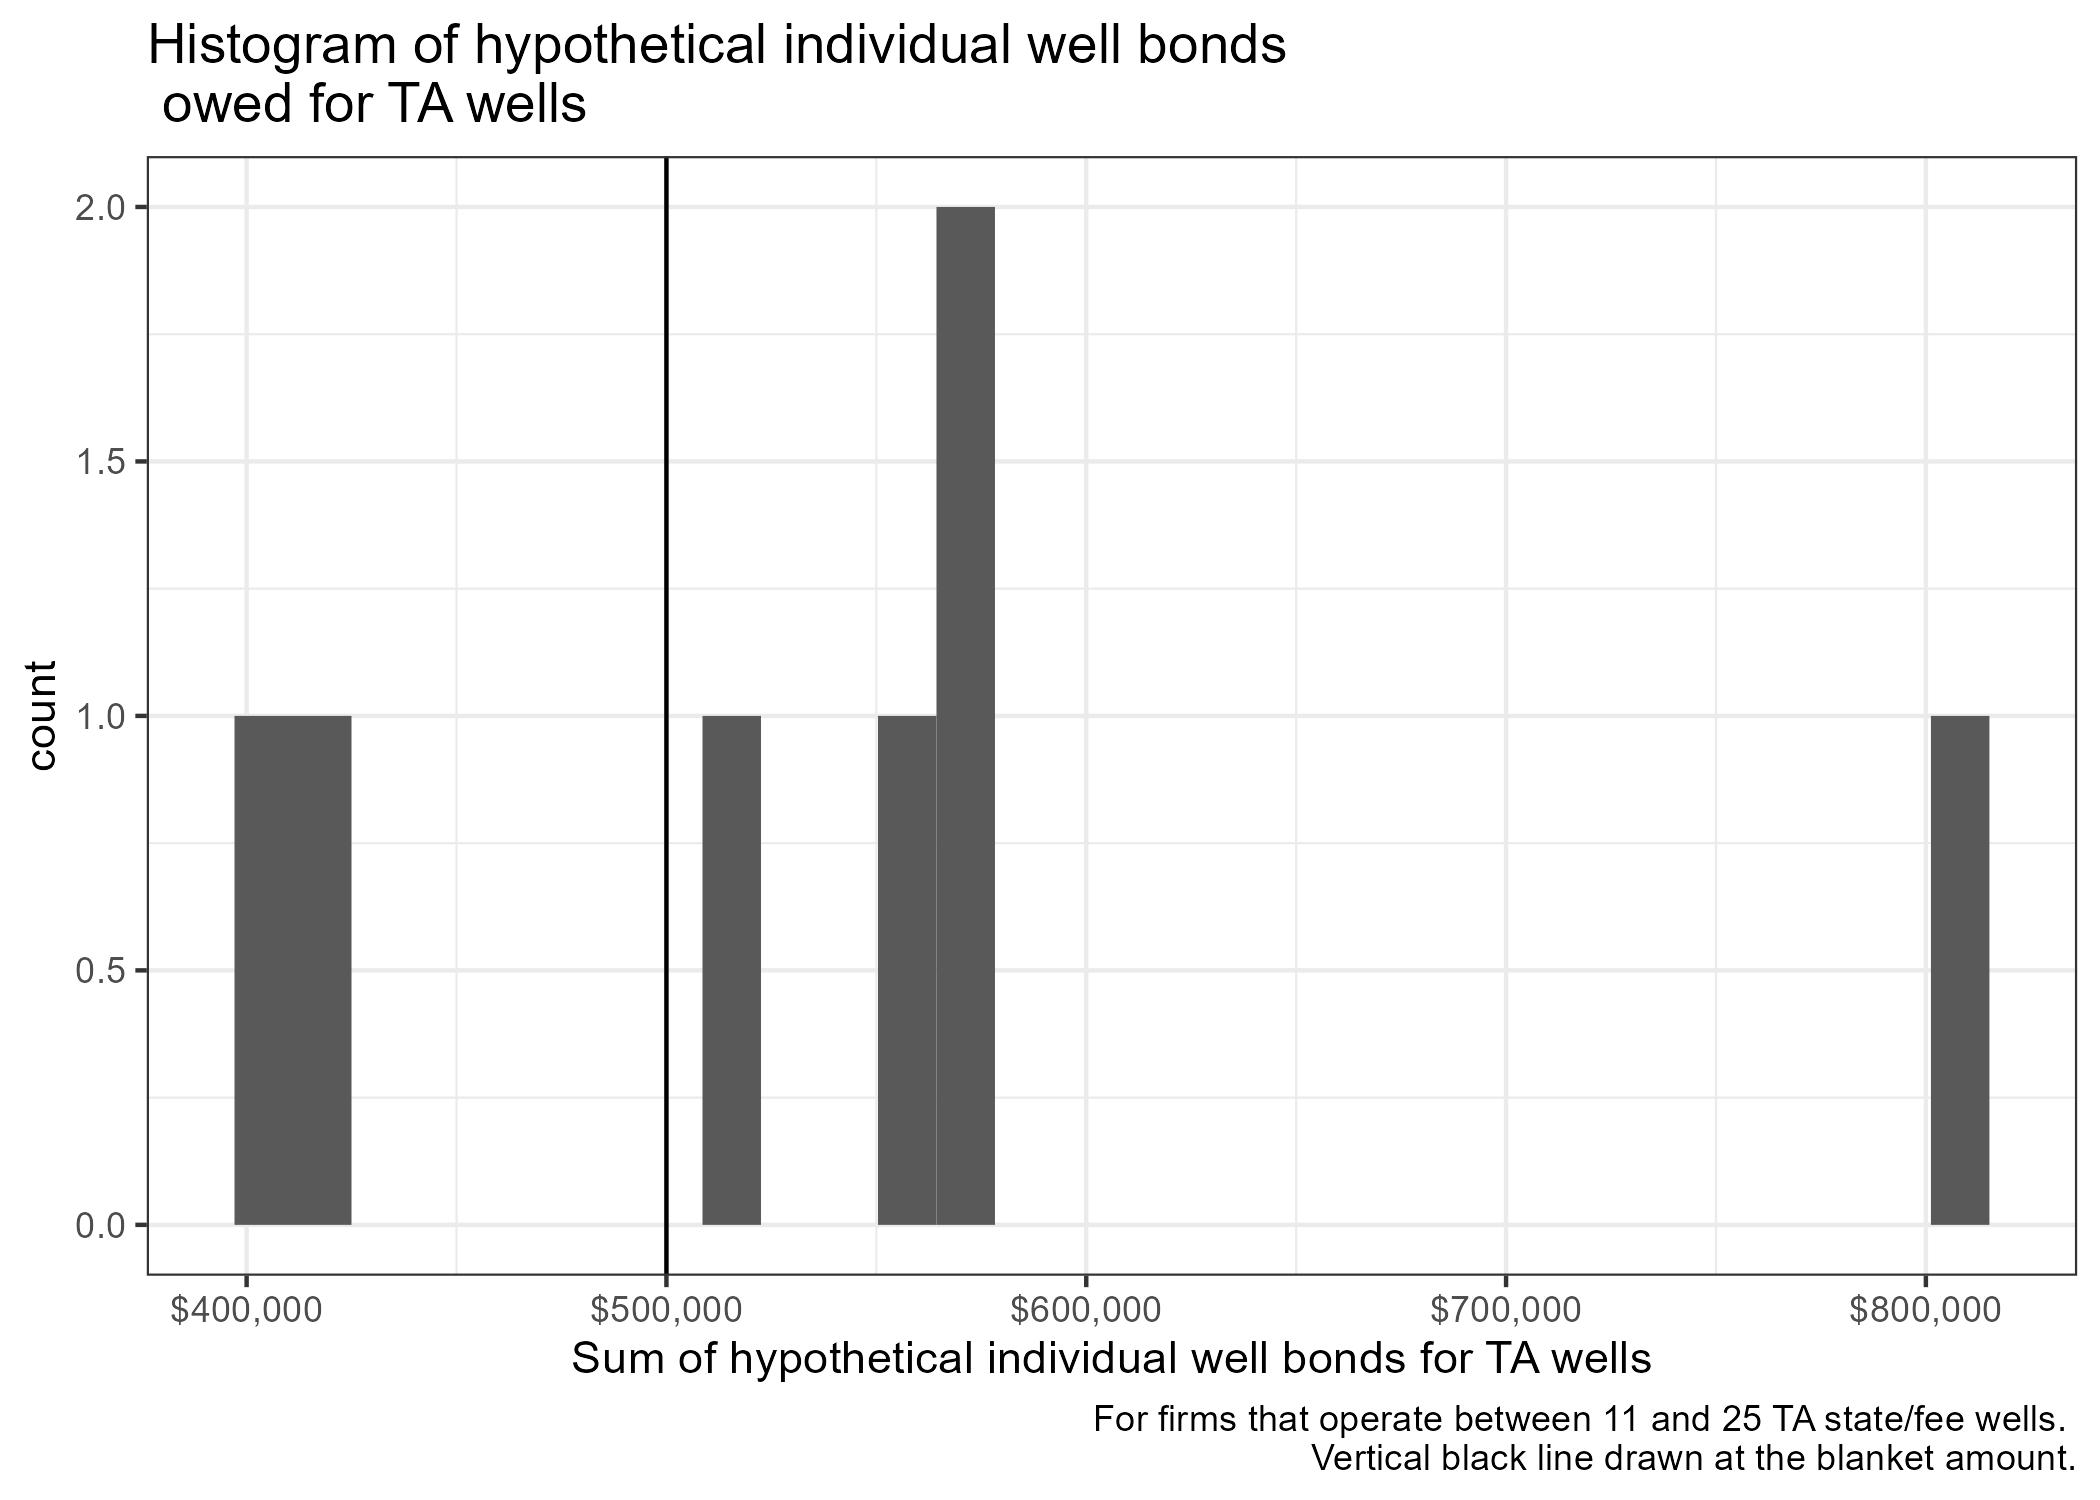 Histogram of hypothetical individual well bonds
owed for TA wells
2.0
1.5
1.0
0.5
0.0
count
$400,000 $500,000 $600,000 $700,000 $800,000
Sum of hypothetical individual well bonds for TA wells
For firms that operate between 11 and 25 TA state/fee wells.
Vertical black line drawn at the blanket amount.